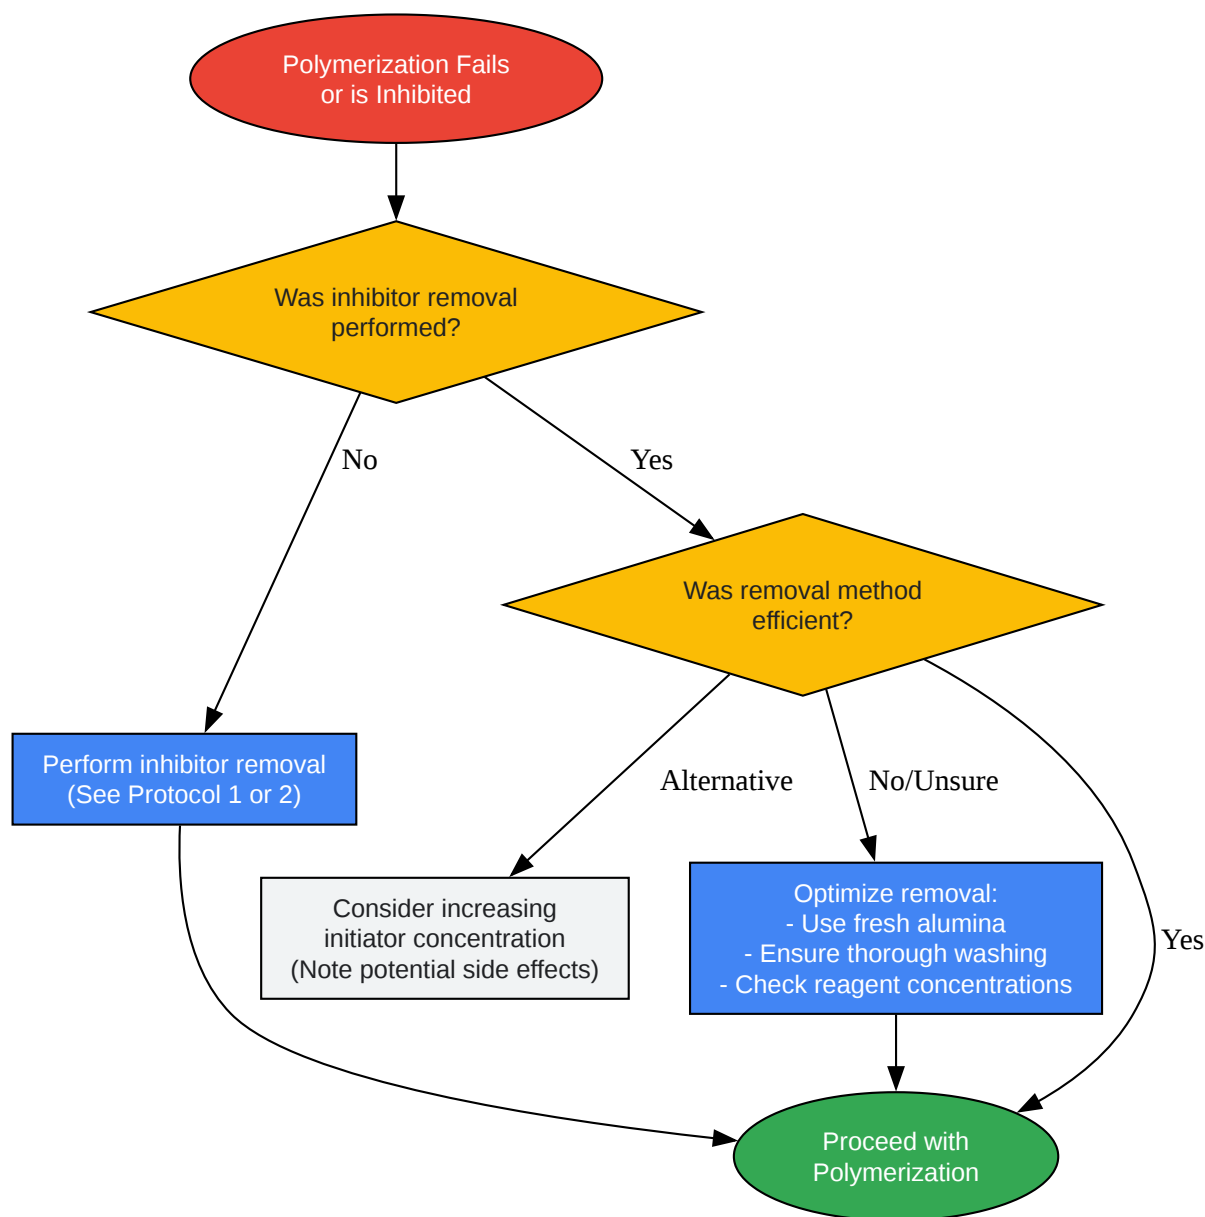 Polymerization Fails
or is Inhibited
Was inhibitor removal
performed?
No
Yes
Was removal method
efficient?
Perform inhibitor removal
(See Protocol 1 or 2)
Alternative
No/Unsure
Yes
Consider increasing
initiator concentration
(Note potential side effects)
Optimize removal:
- Use fresh alumina
- Ensure thorough washing
- Check reagent concentrations
Proceed with
Polymerization